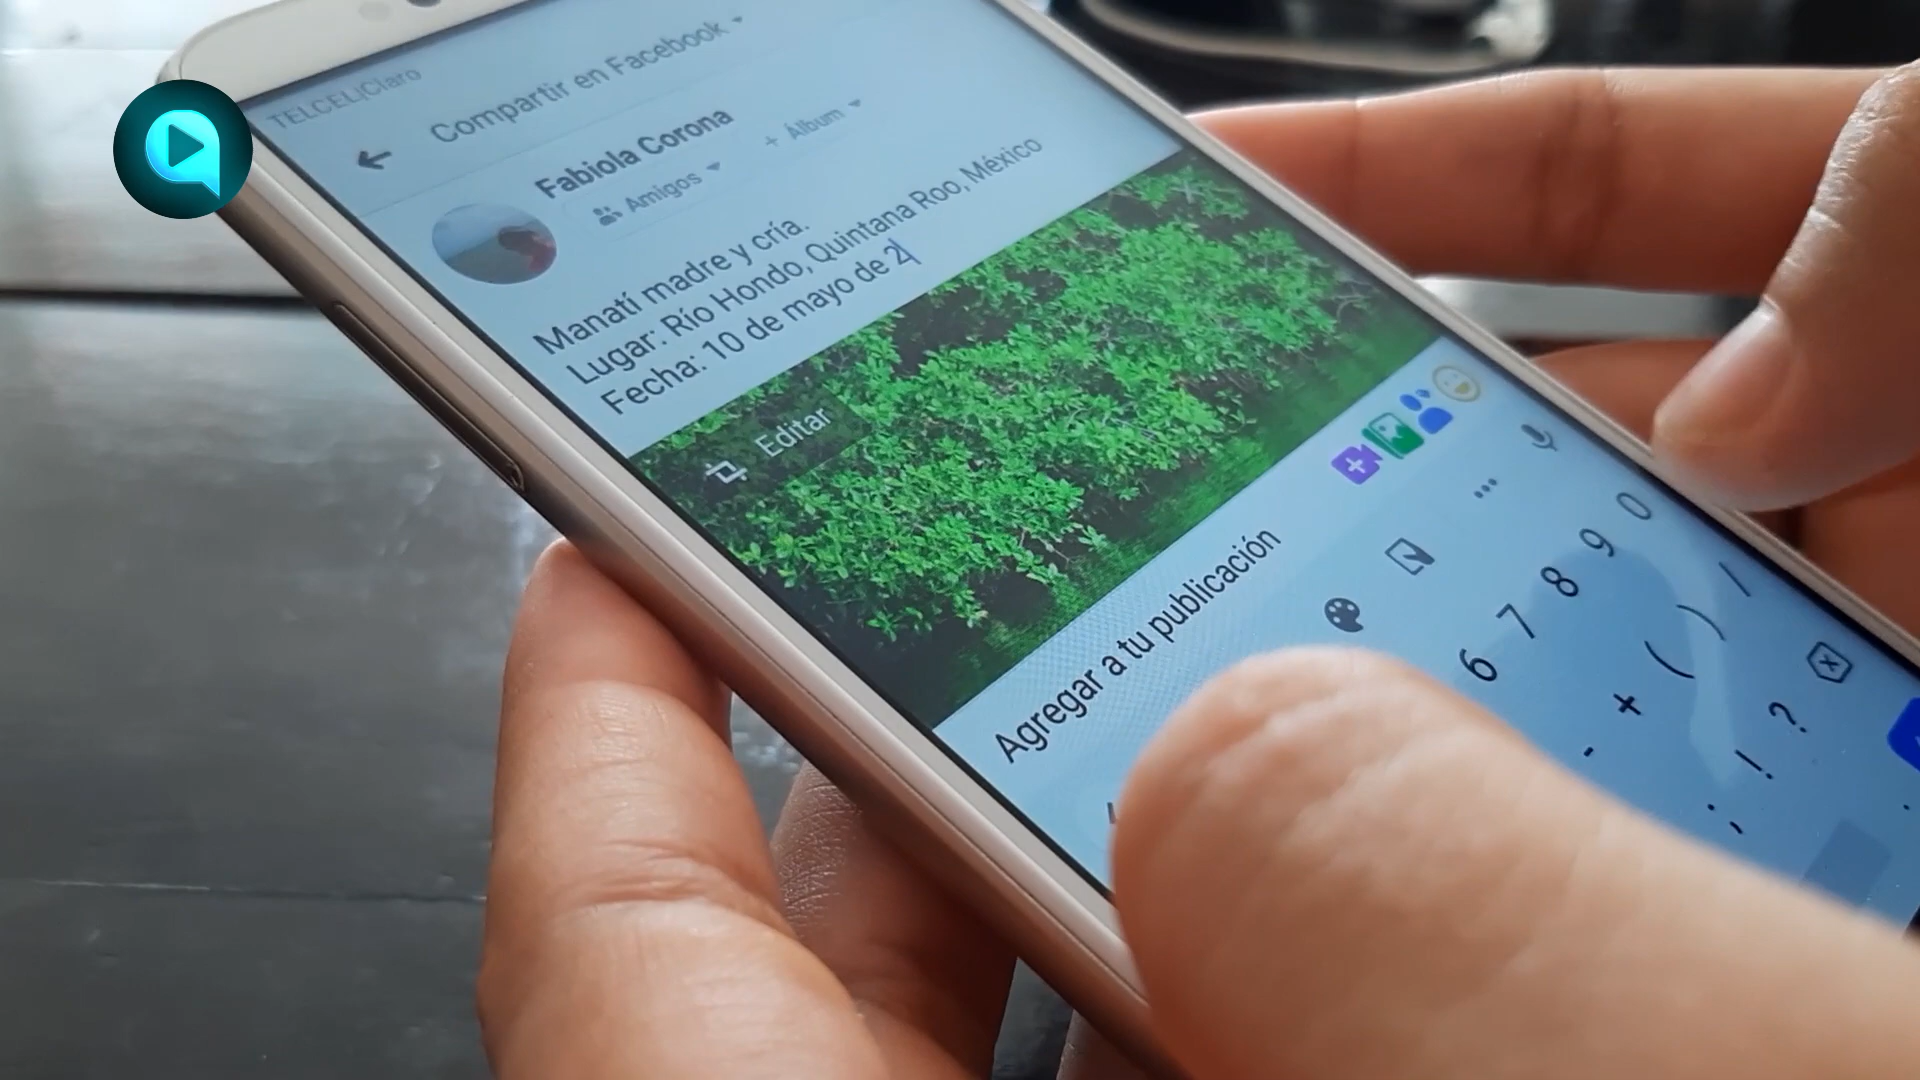 TELCEL|Claro
Compartir en Facebook
Fabiola Corona
Amigos
+ Álbum
Manatí madre y cría.
Lugar: Río Hondo, Quintana Roo, México
Fecha: 10 de mayo de 2
Editar
Agregar a tu publicación
6 7 8 9 0
- + ( ) /
; ! ?
.